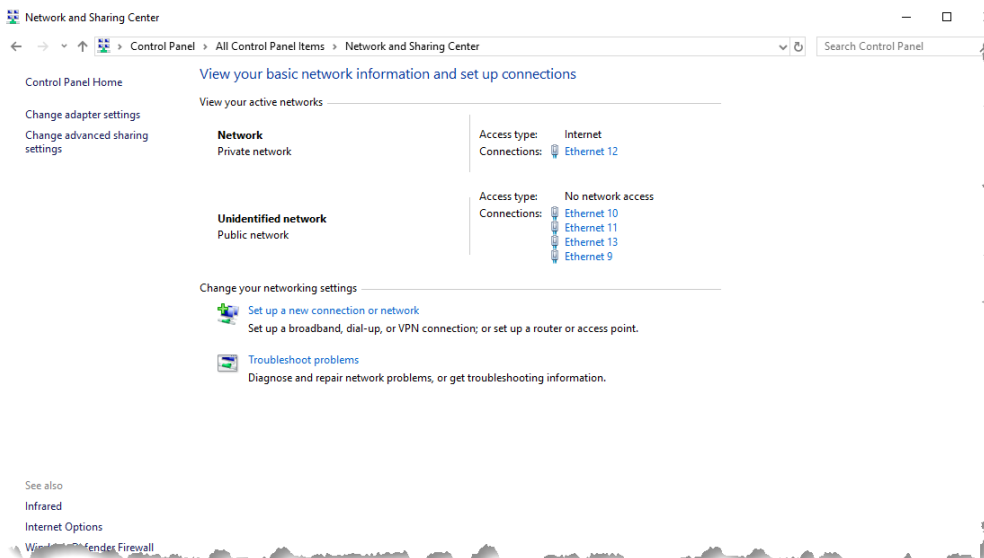 Network and Sharing Center
Control Panel > All Control Panel Items > Network and Sharing Center
Search Control Panel
Control Panel Home
Change adapter settings
Change advanced sharing
settings
View your basic network information and set up connections
View your active networks
Network
Private network
Access type: Internet
Connections: Ethernet 12
Unidentified network
Public network
Access type: No network access
Connections: Ethernet 10
Ethernet 11
Ethernet 13
Ethernet 9
Change your networking settings
Set up a new connection or network
Set up a broadband, dial-up, or VPN connection; or set up a router or access point.
Troubleshoot problems
Diagnose and repair network problems, or get troubleshooting information.
See also
Infrared
Internet Options
Firewall